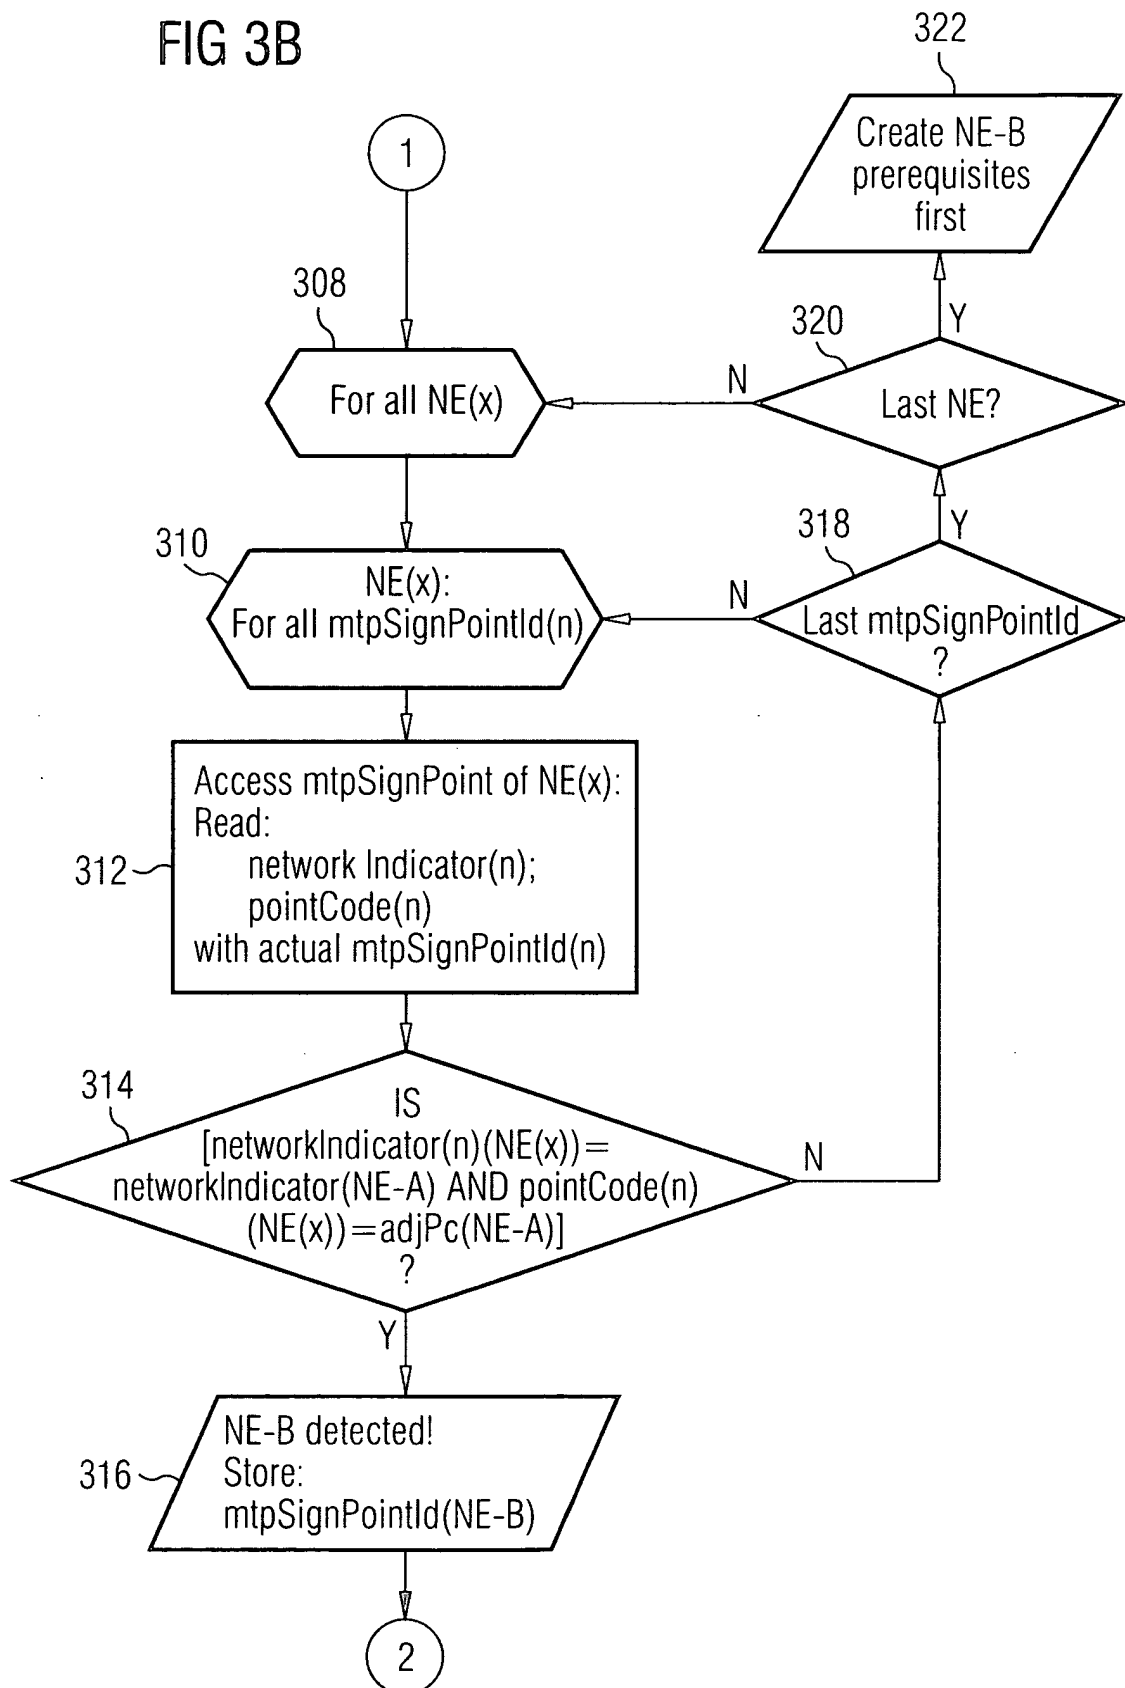 FIG 3B
322
Create NE-B
prerequisites
first
1
308
For all NE(x)
N
320
Y
Last NE?
310
NE(x):
For all mtpSignPointId(n)
N
318
Y
Last mtpSignPointId
?
312
Access mtpSignPoint of NE(x):
Read:
network Indicator(n);
pointCode(n)
with actual mtpSignPointId(n)
314
IS
[networkIndicator(n)(NE(x))=
networkIndicator(NE-A) AND pointCode(n)
(NE(x))=adjPc(NE-A)]
?
N
Y
316
NE-B detected!
Store:
mtpSignPointId(NE-B)
2